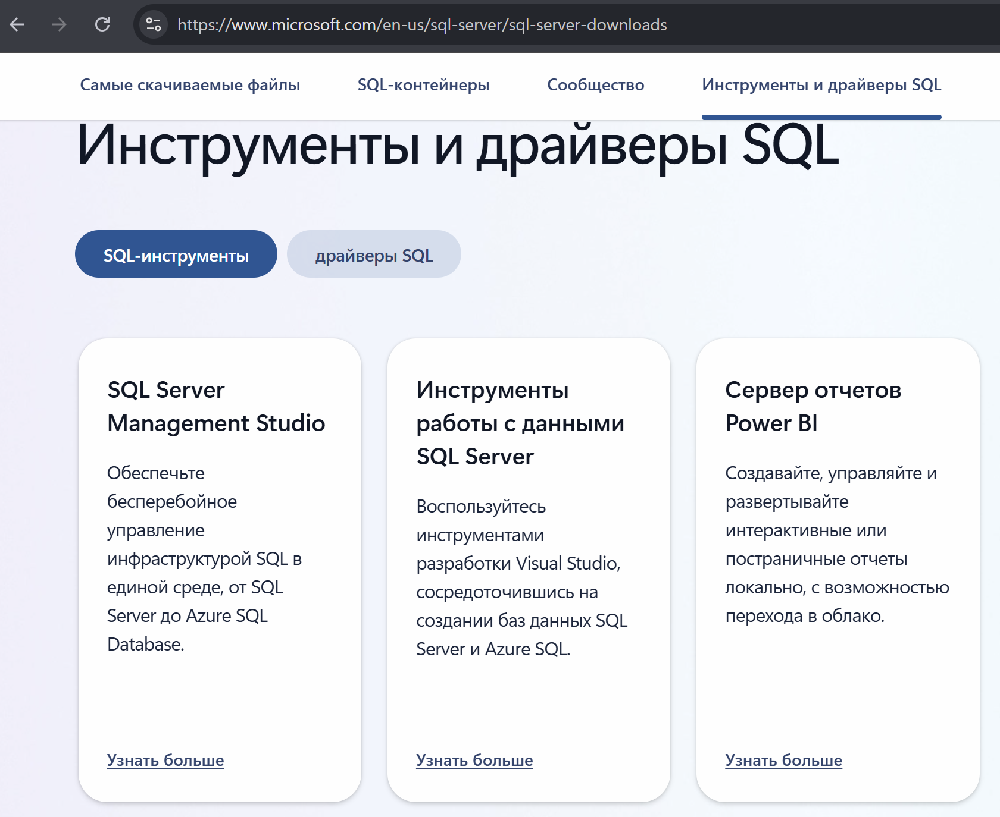 https://www.microsoft.com/en-us/sql-server/sql-server-downloads
Самые скачиваемые файлы SQL-контейнеры Сообщество Инструменты и драйверы SQL
Инструменты и драйверы SQL
SQL-инструменты драйверы SQL
SQL Server
Management Studio
Обеспечьте
бесперебойное
управление
инфраструктурой SQL в
единой среде, от SQL
Server до Azure SQL
Database.
Узнать больше
Инструменты
работы с данными
SQL Server
Воспользуйтесь
инструментами
разработки Visual Studio,
сосредоточившись на
создании баз данных SQL
Server и Azure SQL.
Узнать больше
Сервер отчетов
Power BI
Создавайте, управляйте и
развертывайте
интерактивные или
постраничные отчеты
локально, с возможностью
перехода в облако.
Узнать больше